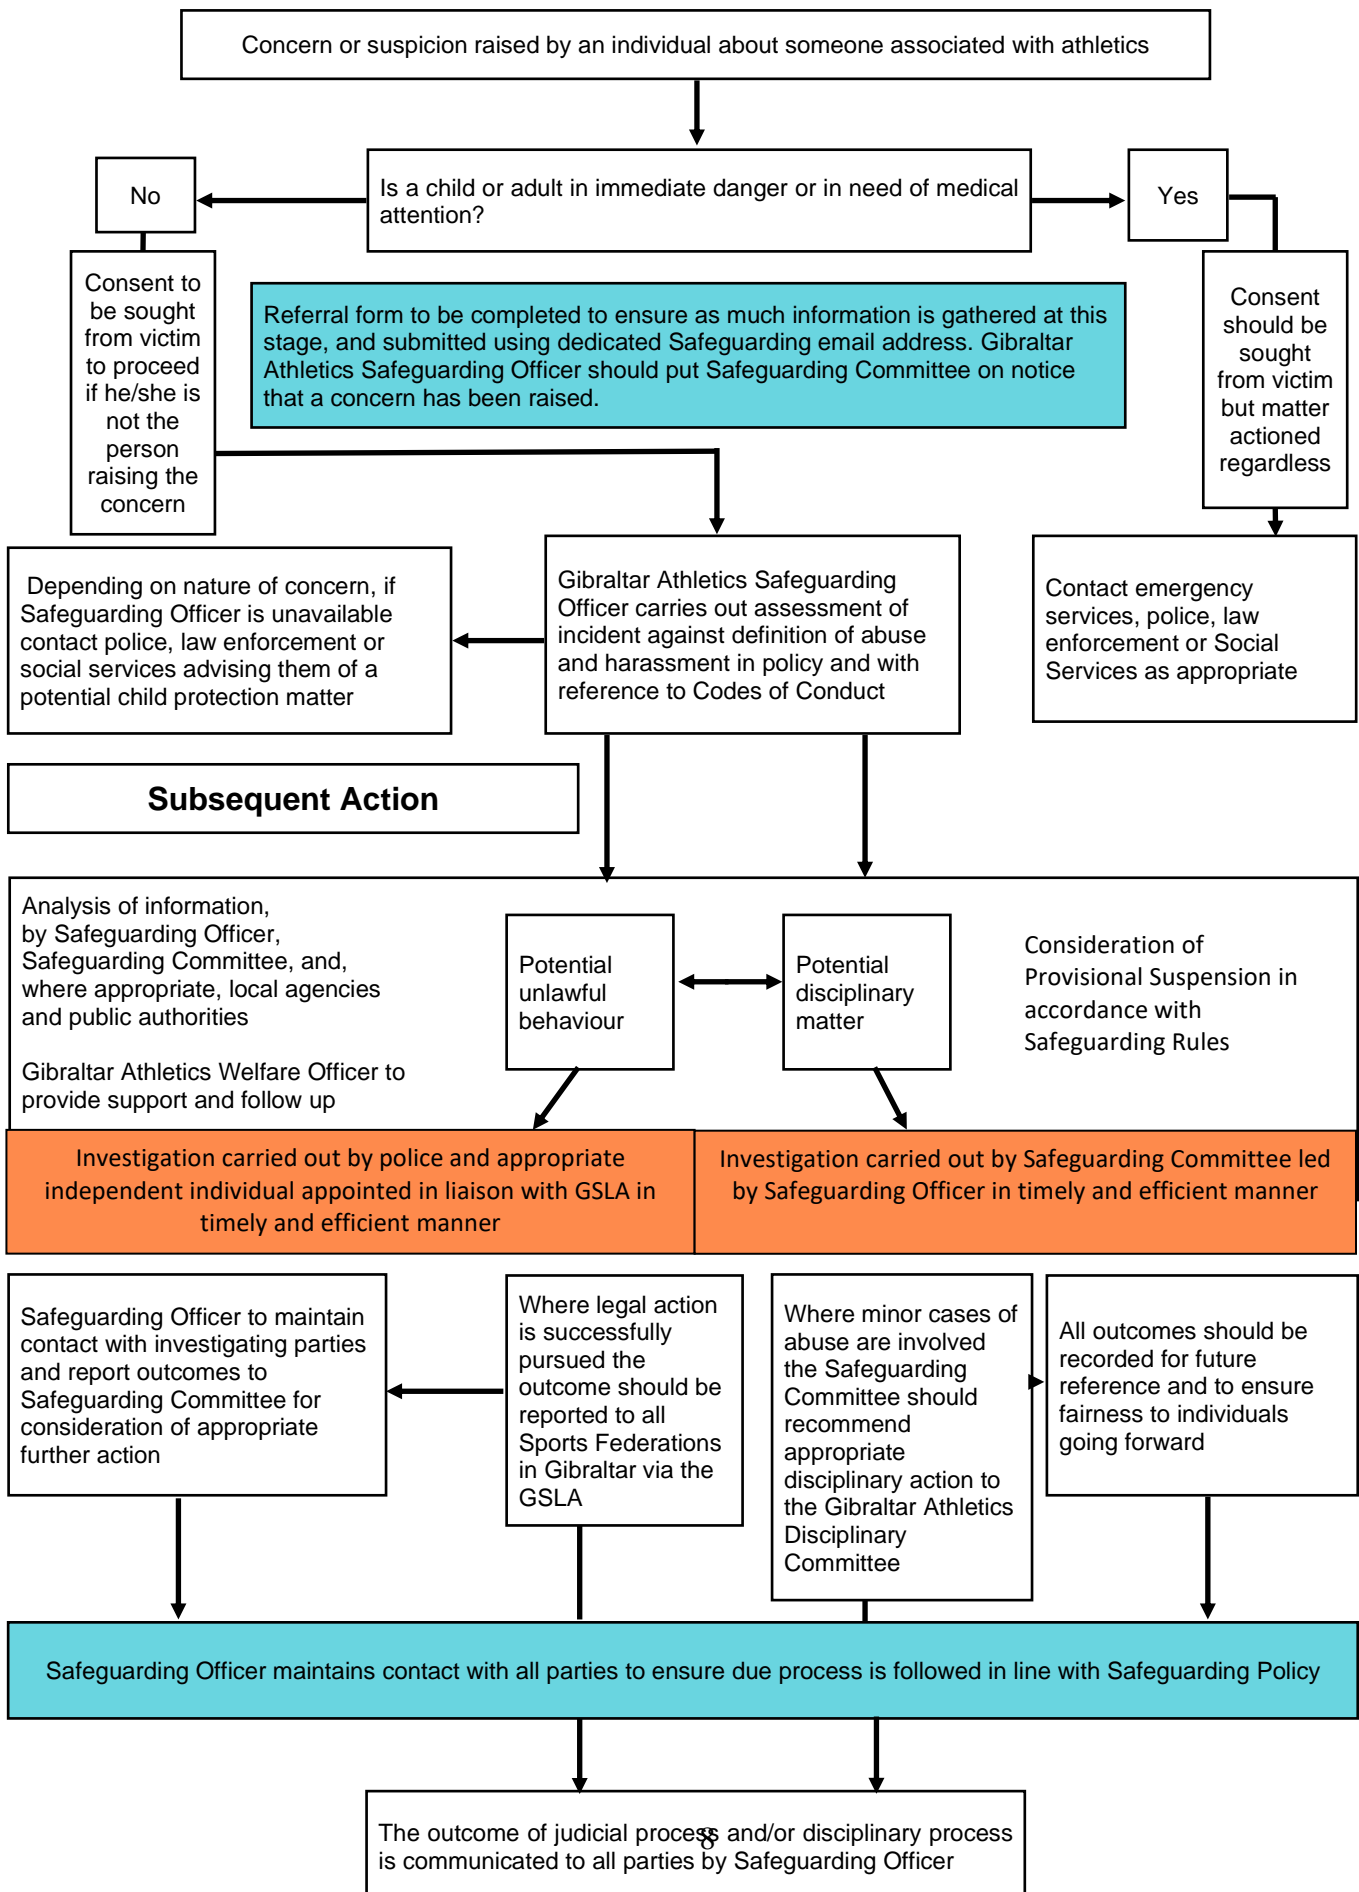 Concern or suspicion raised by an individual about someone associated with athletics
No
Is a child or adult in immediate danger or in need of medical
attention?
Yes
Consent to
be sought
from victim
to proceed
if he/she is
not the
person
raising the
concern
Referral form to be completed to ensure as much information is gathered at this
stage, and submitted using dedicated Safeguarding email address. Gibraltar
Athletics Safeguarding Officer should put Safeguarding Committee on notice
that a concern has been raised.
Consent
should be
sought
from victim
but matter
actioned
regardless
Depending on nature of concern, if
Safeguarding Officer is unavailable
contact police, law enforcement or
social services advising them of a
potential child protection matter
Gibraltar Athletics Safeguarding
Officer carries out assessment of
incident against definition of abuse
and harassment in policy and with
reference to Codes of Conduct
Contact emergency
services, police, law
enforcement or Social
Services as appropriate
Subsequent Action
Analysis of information,
by Safeguarding Officer,
Safeguarding Committee, and,
where appropriate, local agencies
and public authorities
Gibraltar Athletics Welfare Officer to
provide support and follow up
Potential
unlawful
behaviour
Potential
disciplinary
matter
Consideration of
Provisional Suspension in
accordance with
Safeguarding Rules
Investigation carried out by police and appropriate
independent individual appointed in liaison with GSLA in
timely and efficient manner
Investigation carried out by Safeguarding Committee led
by Safeguarding Officer in timely and efficient manner
Safeguarding Officer to maintain
contact with investigating parties
and report outcomes to
Safeguarding Committee for
consideration of appropriate
further action
Where legal action
is successfully
pursued the
outcome should be
reported to all
Sports Federations
in Gibraltar via the
GSLA
Where minor cases of
abuse are involved
the Safeguarding
Committee should
recommend
appropriate
disciplinary action to
the Gibraltar Athletics
Disciplinary
Committee
All outcomes should be
recorded for future
reference and to ensure
fairness to individuals
going forward
Safeguarding Officer maintains contact with all parties to ensure due process is followed in line with Safeguarding Policy
The outcome of judicial process and/or disciplinary process
is communicated to all parties by Safeguarding Officer
8